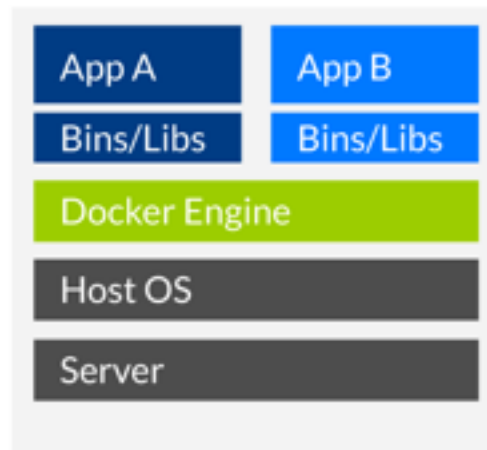 App A
App B
Bins/Libs
Bins/Libs
Docker Engine
Host OS
Server